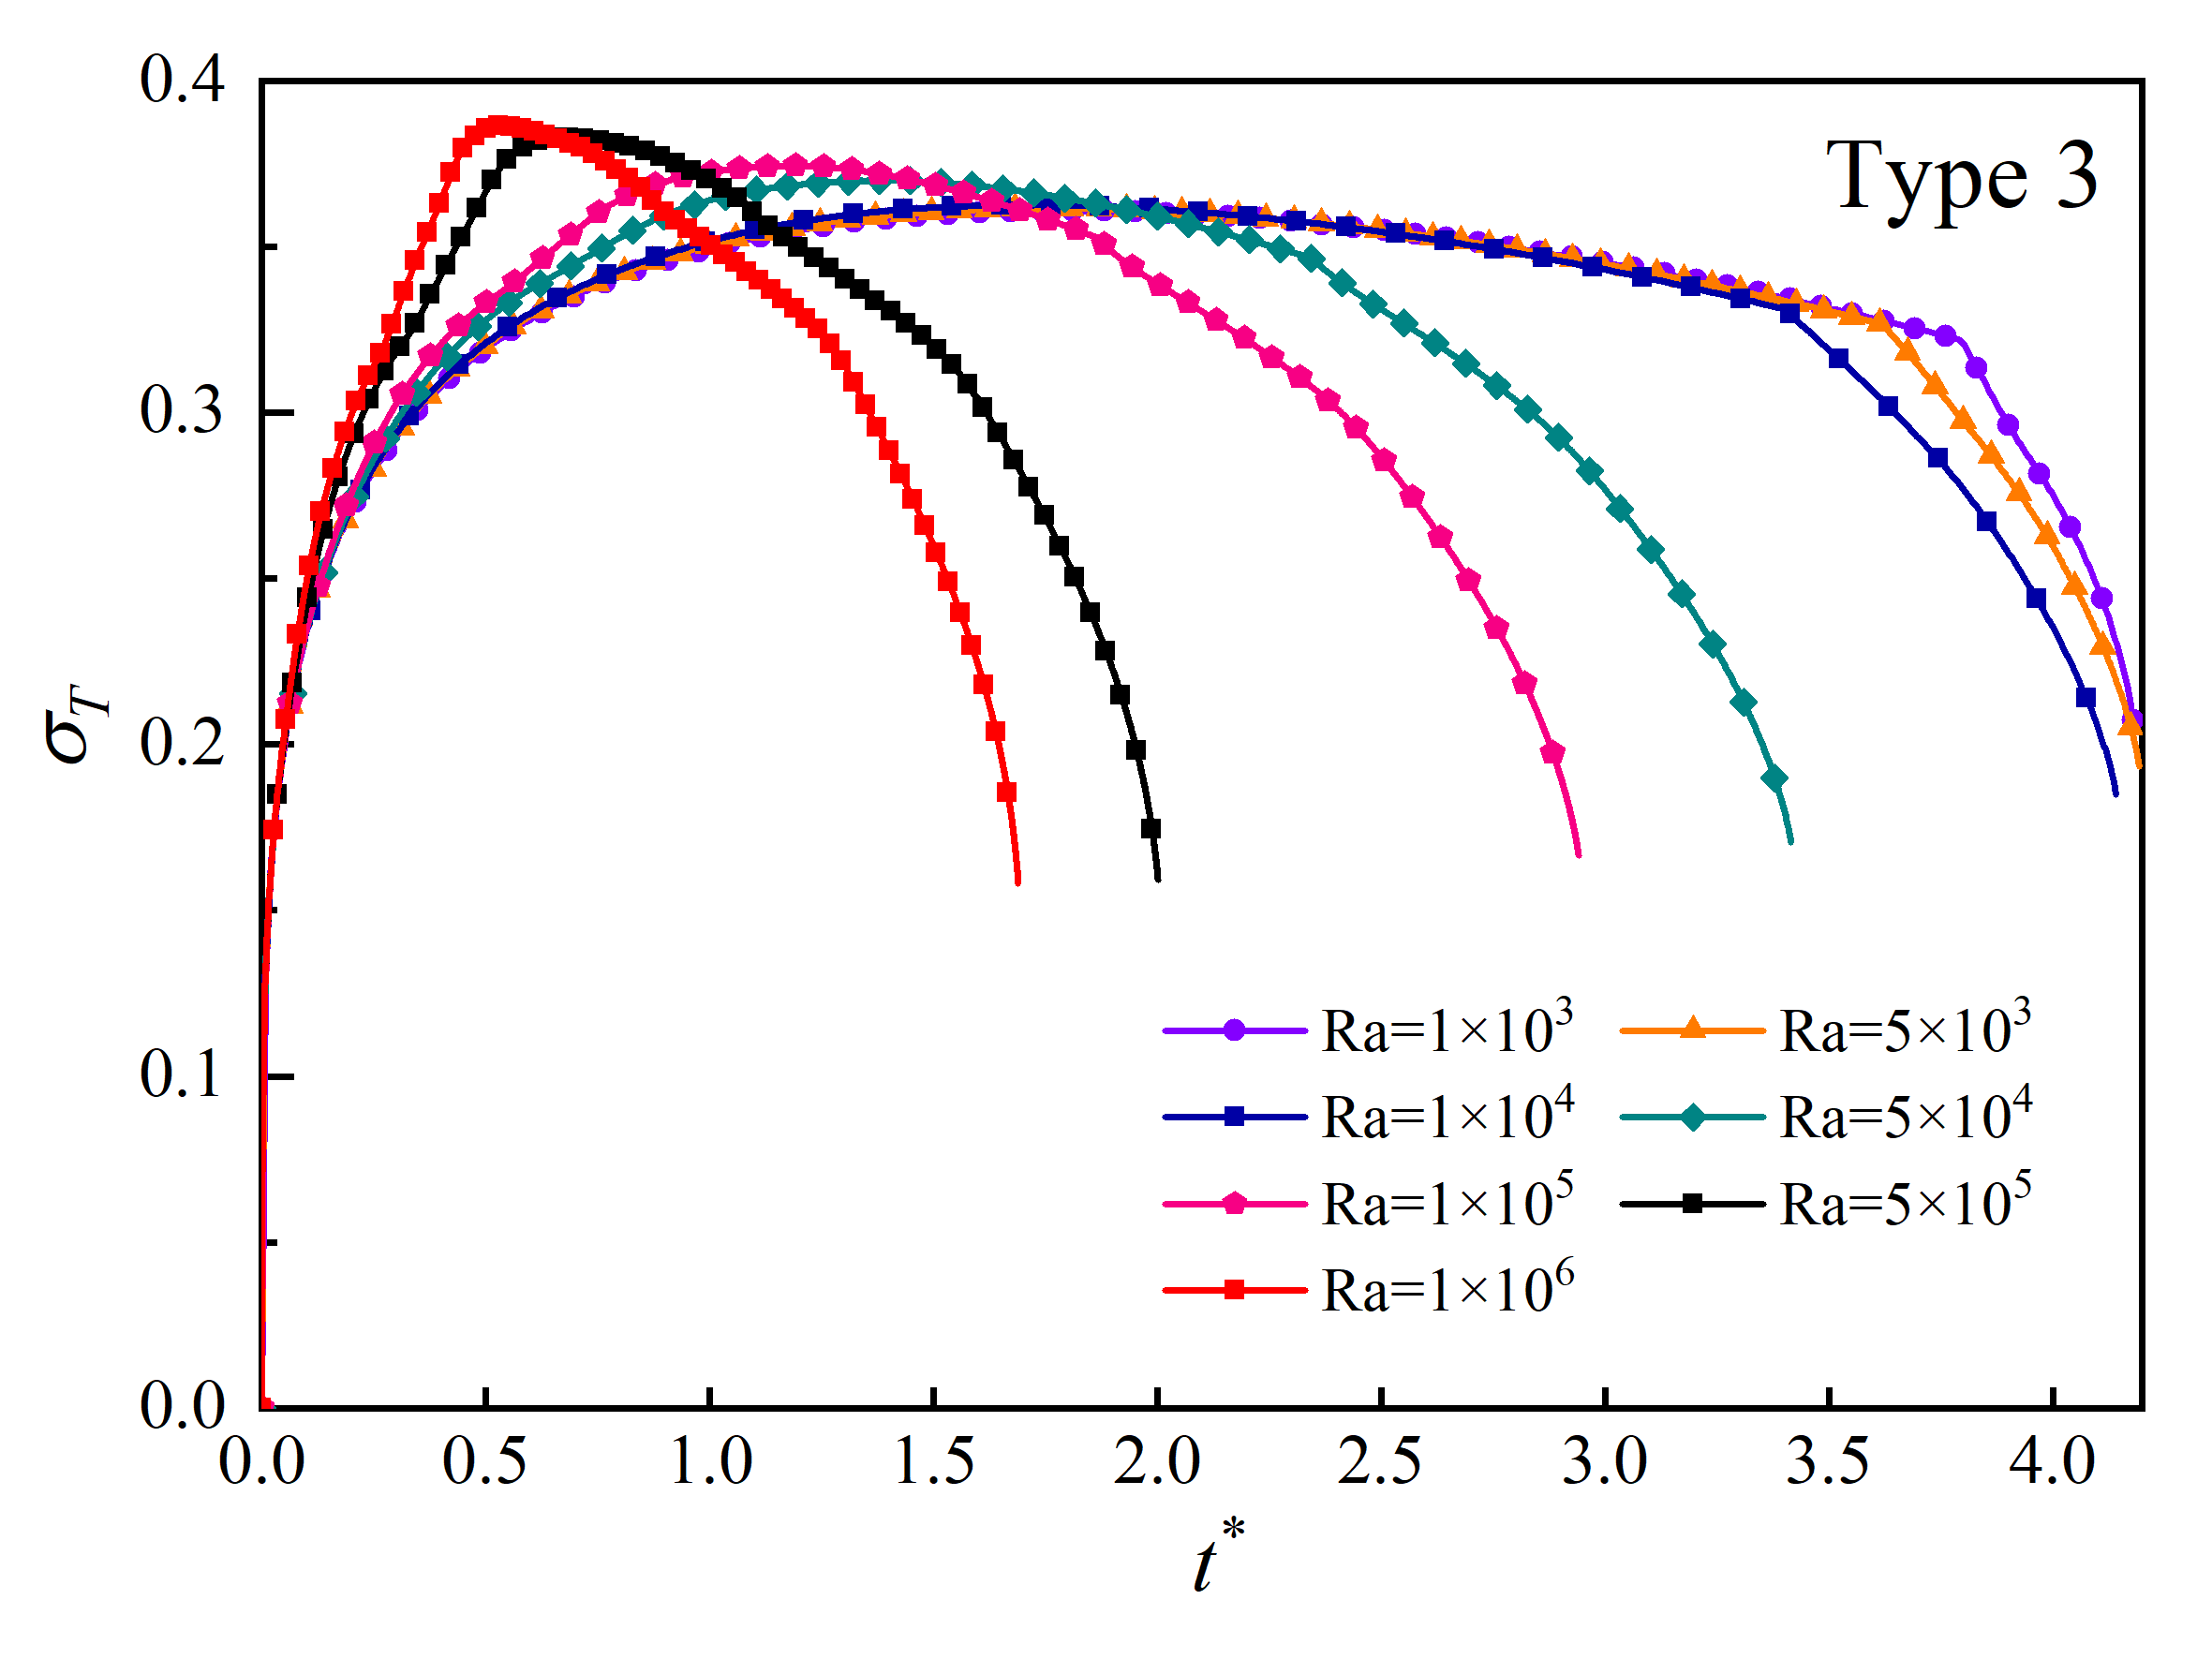 0.4
Type 3
0.3
σ_T
0.2
0.1
Ra=1×10³ Ra=5×10³
Ra=1×10⁴ Ra=5×10⁴
Ra=1×10⁵ Ra=5×10⁵
Ra=1×10⁶
0.0
0.0 0.5 1.0 1.5 2.0 2.5 3.0 3.5 4.0
t*